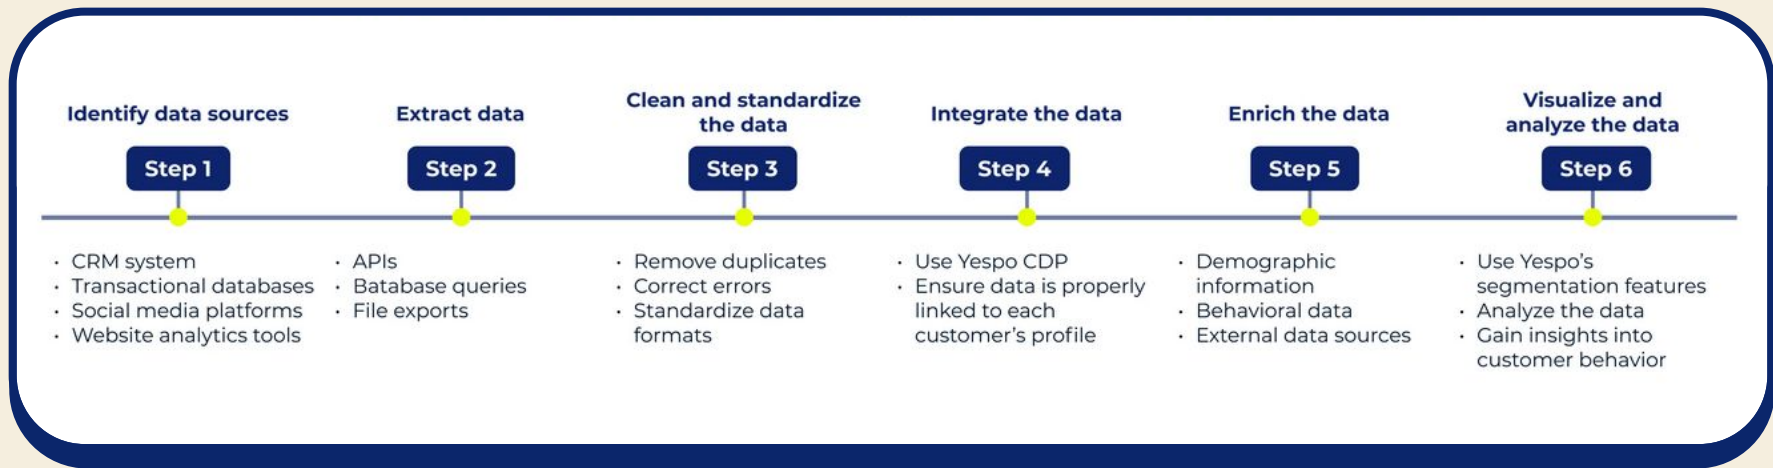 Identify data sources
Step 1
· CRM system
· Transactional databases
· Social media platforms
· Website analytics tools
Extract data
Step 2
· APIs
· Batabase queries
· File exports
Clean and standardize
the data
Step 3
· Remove duplicates
· Correct errors
· Standardize data
formats
Integrate the data
Step 4
· Use Yespo CDP
· Ensure data is properly
linked to each
customer’s profile
Enrich the data
Step 5
· Demographic
information
· Behavioral data
· External data sources
Visualize and
analyze the data
Step 6
· Use Yespo’s
segmentation features
· Analyze the data
· Gain insights into
customer behavior